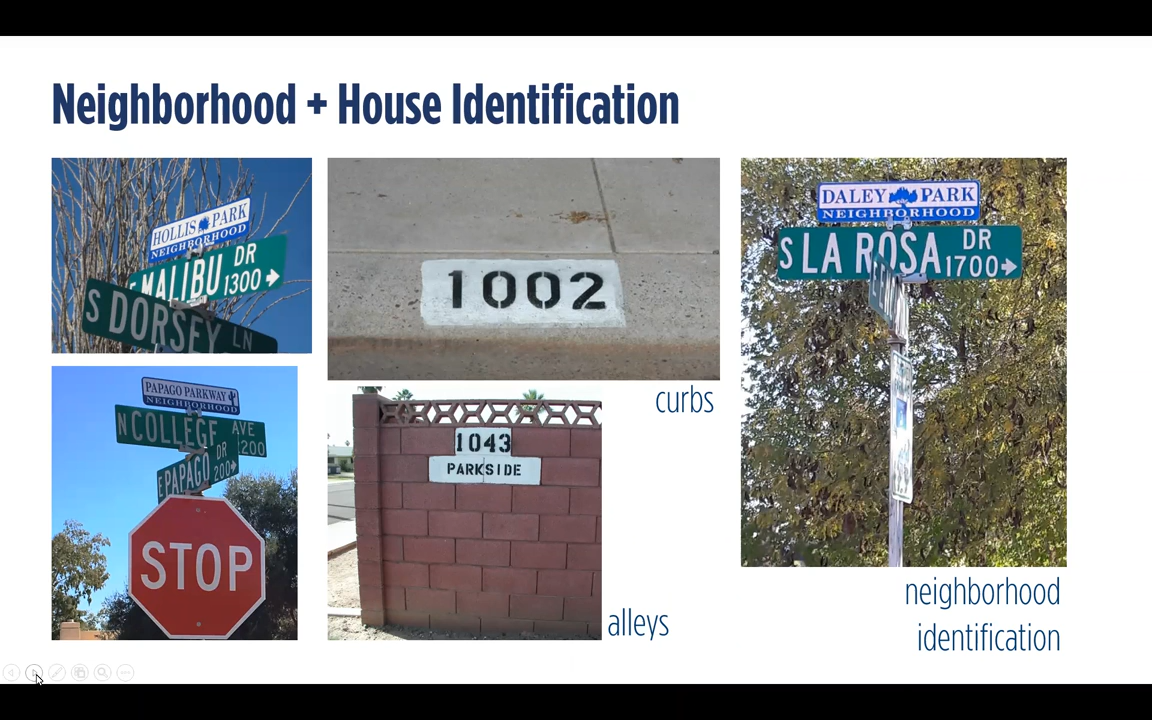 Neighborhood + House Identification
HOLLIS PARK
NEIGHBORHOOD
MALIBU DR
1300
S DORSEY LN
PAPAGO PARKWAY
NEIGHBORHOOD
N COLLEGE AVE
200
E PAPAGO DR
200
STOP
1002
curbs
1043
PARKSIDE
alleys
DALEY PARK
NEIGHBORHOOD
S LA ROSA DR
1700
neighborhood
identification